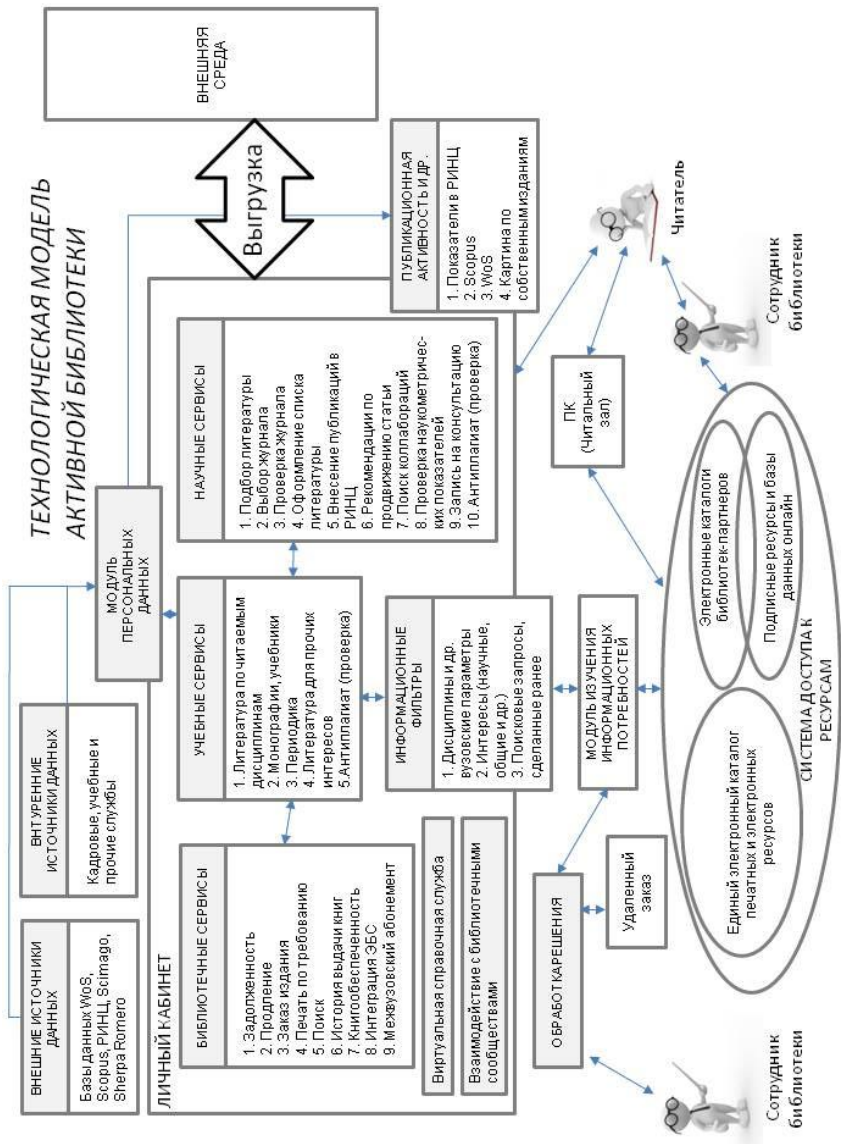 ТЕХНОЛОГИЧЕСКАЯ МОДЕЛЬ
АКТИВНОЙ БИБЛИОТЕКИ
ВНЕШНИЕ ИСТОЧНИКИ
ДАННЫХ
Базы данных WoS,
Scopus, РИНЦ, Scimago,
Sherpa Romero
ВНТУРЕННИЕ
ИСТОЧНИКИ ДАННЫХ
Кадровые, учебные и
прочие службы
МОДУЛЬ
ПЕРСОНАЛЬНЫХ
ДАННЫХ
ВНЕШНЯЯ
СРЕДА
Выгрузка
ЛИЧНЫЙ КАБИНЕТ
БИБЛИОТЕЧНЫЕ СЕРВИСЫ
1. Задолженность
2. Продление
3. Заказ издания
4. Печать по требованию
5. Поиск
6. История выдачи книг
7. Книгообеспеченность
8. Интеграция ЭБС
9. Межвузовский абонемент
УЧЕБНЫЕ СЕРВИСЫ
1. Литература по читаемым
дисциплинам
2. Монографии, учебники
3. Периодика
4. Литература для прочих
интересов
5.Антиплагиат (проверка)
НАУЧНЫЕ СЕРВИСЫ
1. Подбор литературы
2. Выбор журнала
3. Проверка журнала
4. Оформление списка
литературы
5. Внесение публикаций в
РИНЦ
6. Рекомендации по
продвижению статьи
7. Поиск коллабораций
8. Проверка наукометричес-
ких показателей
9. Запись на консультацию
10. Антиплагиат (проверка)
ПУБЛИКАЦИОННАЯ
АКТИВНОСТЬ И ДР.
1. Показатели в РИНЦ
2. Scopus
3. WoS
4. Картина по
собственным изданиям
Виртуальная справочная служба
Взаимодействие с библиотечными
сообществами
ИНФОРМАЦИОННЫЕ
ФИЛЬТРЫ
1. Дисциплины и др.
вузовские параметры
2. Интересы (научные,
общие и др.)
3. Поисковые запросы,
сделанные ранее
ОБРАБОТКА РЕШЕНИЯ
МОДУЛЬ ИЗУЧЕНИЯ
ИНФОРМАЦИОННЫХ
ПОТРЕБНОСТЕЙ
ПК
(Читальный
зал)
Читатель
Удаленный
заказ
Сотрудник
библиотеки
Единый электронный каталог
печатных и электронных
ресурсов
Электронные каталоги
библиотек-партнеров
Подписные ресурсы и базы
данных онлайн
СИСТЕМА ДОСТУПА К
РЕСУРСАМ
Сотрудник
библиотеки